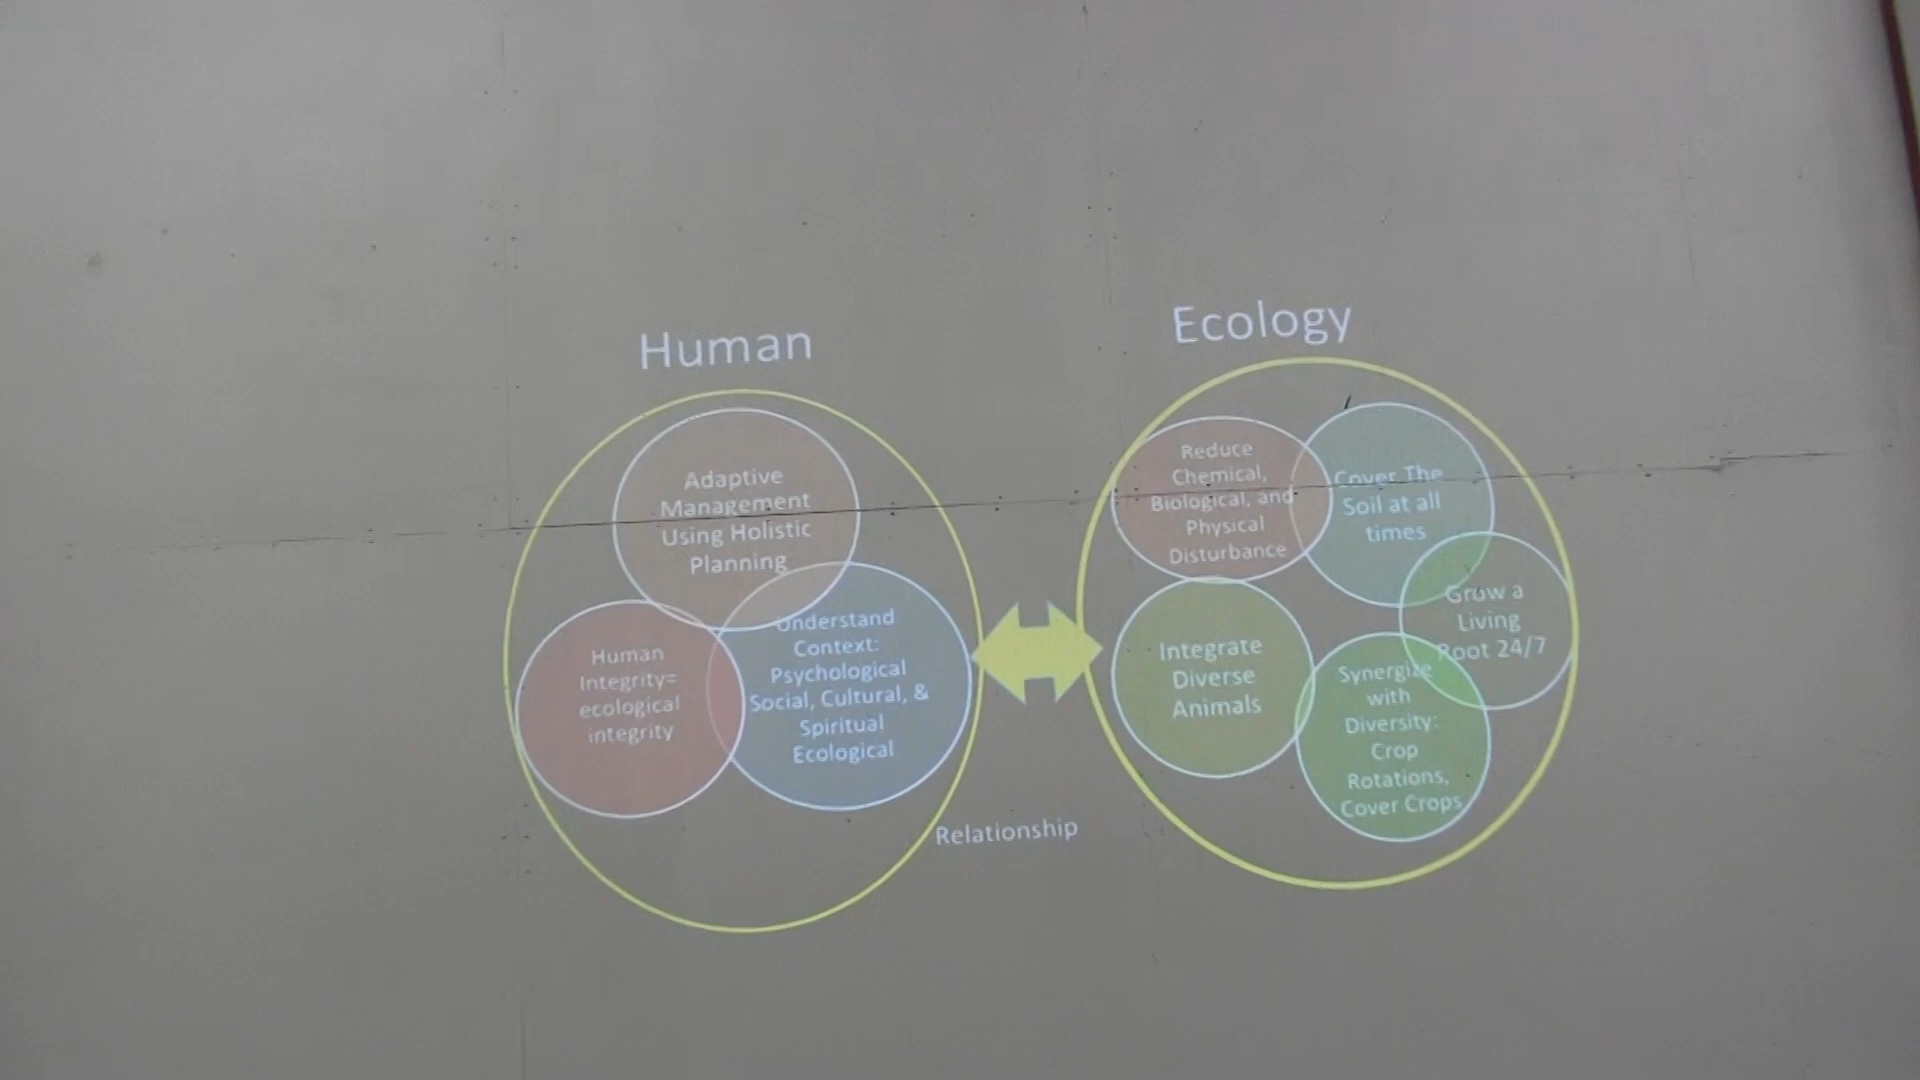 Human
Ecology
Adaptive
Management
Using Holistic
Planning
Human
Integrity=
ecological
integrity
Understand
Context:
Psychological
Social, Cultural, &
Spiritual
Ecological
Relationship
Reduce
Chemical,
Biological, and
Physical
Disturbance
Cover The
Soil at all
times
Grow a
Living
Root 24/7
Integrate
Diverse
Animals
Synergize
with
Diversity:
Crop
Rotations,
Cover Crops